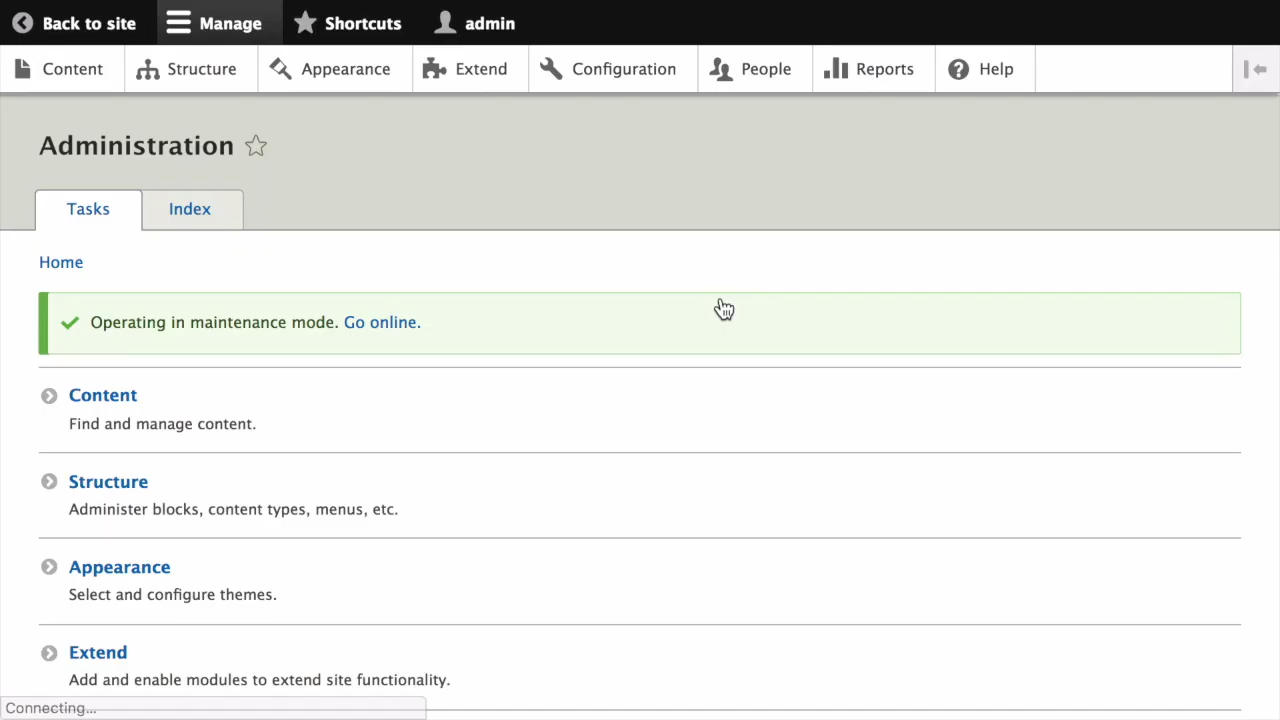 Back to site Manage Shortcuts admin
Content Structure Appearance Extend Configuration People Reports Help
Administration
Tasks Index
Home
Operating in maintenance mode. Go online.
Content
Find and manage content.
Structure
Administer blocks, content types, menus, etc.
Appearance
Select and configure themes.
Extend
Add and enable modules to extend site functionality.
Connecting...